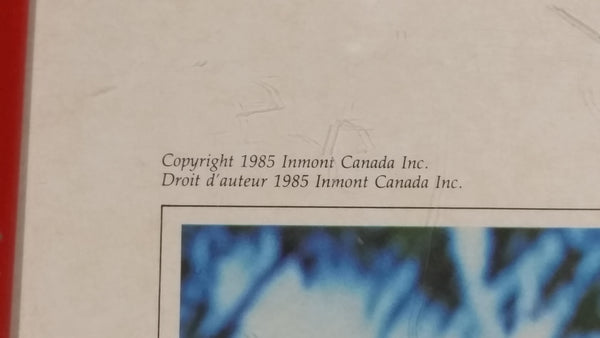 Copyright 1985 Inmont Canada Inc.
Droit d'auteur 1985 Inmont Canada Inc.